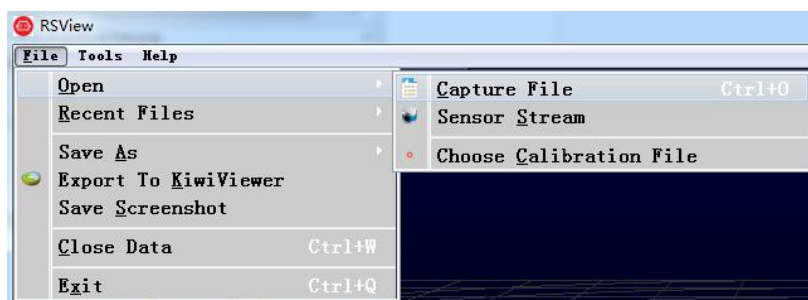 RSView
File Tools Help
Open
Recent Files
Save As
Export To KiwiViewer
Save Screenshot
Close Data Ctrl+W
Exit Ctrl+Q
Capture File Ctrl+O
Sensor Stream
Choose Calibration File